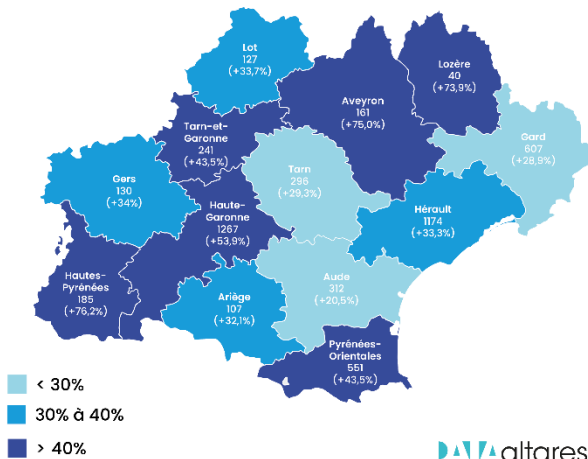 Lot
127
(+33,7%)
Lozère
40
(+73,9%)
Aveyron
161
(+75,0%)
Tarn-et-
Garonne
241
(+43,5%)
Gard
607
(+28,9%)
Tarn
296
(+29,3%)
Gers
130
(+34%)
Haute-
Garonne
1267
(+53,9%)
Hérault
1174
(+33,3%)
Hautes-
Pyrénées
185
(+76,2%)
Aude
312
(+20,5%)
Ariège
107
(+32,1%)
Pyrénées-
Orientales
551
(+43,5%)
< 30%
30% à 40%
> 40%
DATA altares